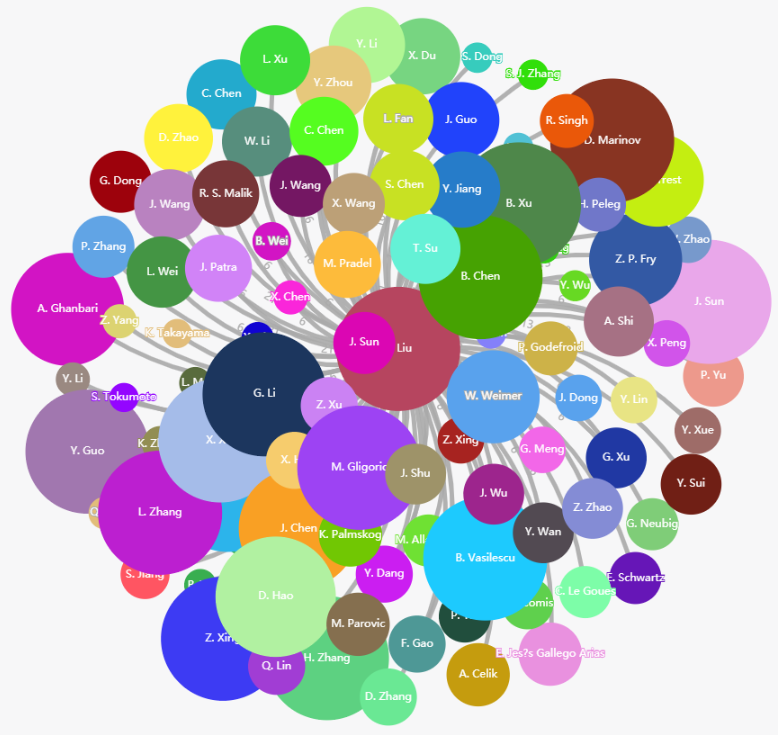 Y. Li
X. Du
L. Xu
S. Dong
S. J. Zhang
Y. Zhou
C. Chen
L. Fan
J. Guo
R. Singh
C. Chen
D. Zhao
W. Li
D. Marinov
G. Dong
J. Wang
S. Chen
Y. Jiang
R. S. Malik
J. Wang
X. Wang
B. Xu
H. Peleg
P. Zhang
B. Wei
T. Su
Zhao
Z. P. Fry
L. Wei
J. Patra
M. Pradel
B. Chen
Y. Wu
X. Chen
J. Sun
A. Ghanbari
Z. Yang
A. Shi
K. Takayama
J. Sun
Liu
X. Peng
P. Godefroid
P. Yu
Y. Li
G. Li
S. Tokumoto
W. Weimer
J. Dong
Y. Lin
Z. Xu
Y. Xue
Z. Xing
G. Meng
Y. Guo
G. Xu
M. Gligoric
J. Shu
Y. Sui
J. Wu
L. Zhang
Z. Zhao
J. Chen
K. Palmskog
Y. Wan
G. Neubig
B. Vasilescu
S. Jiang
Y. Dang
E. Schwartz
C. Le Goues
D. Hao
M. Parovic
Z. Xing
F. Gao
E. Jes?s Gallego Arias
H. Zhang
Q. Lin
A. Celik
D. Zhang